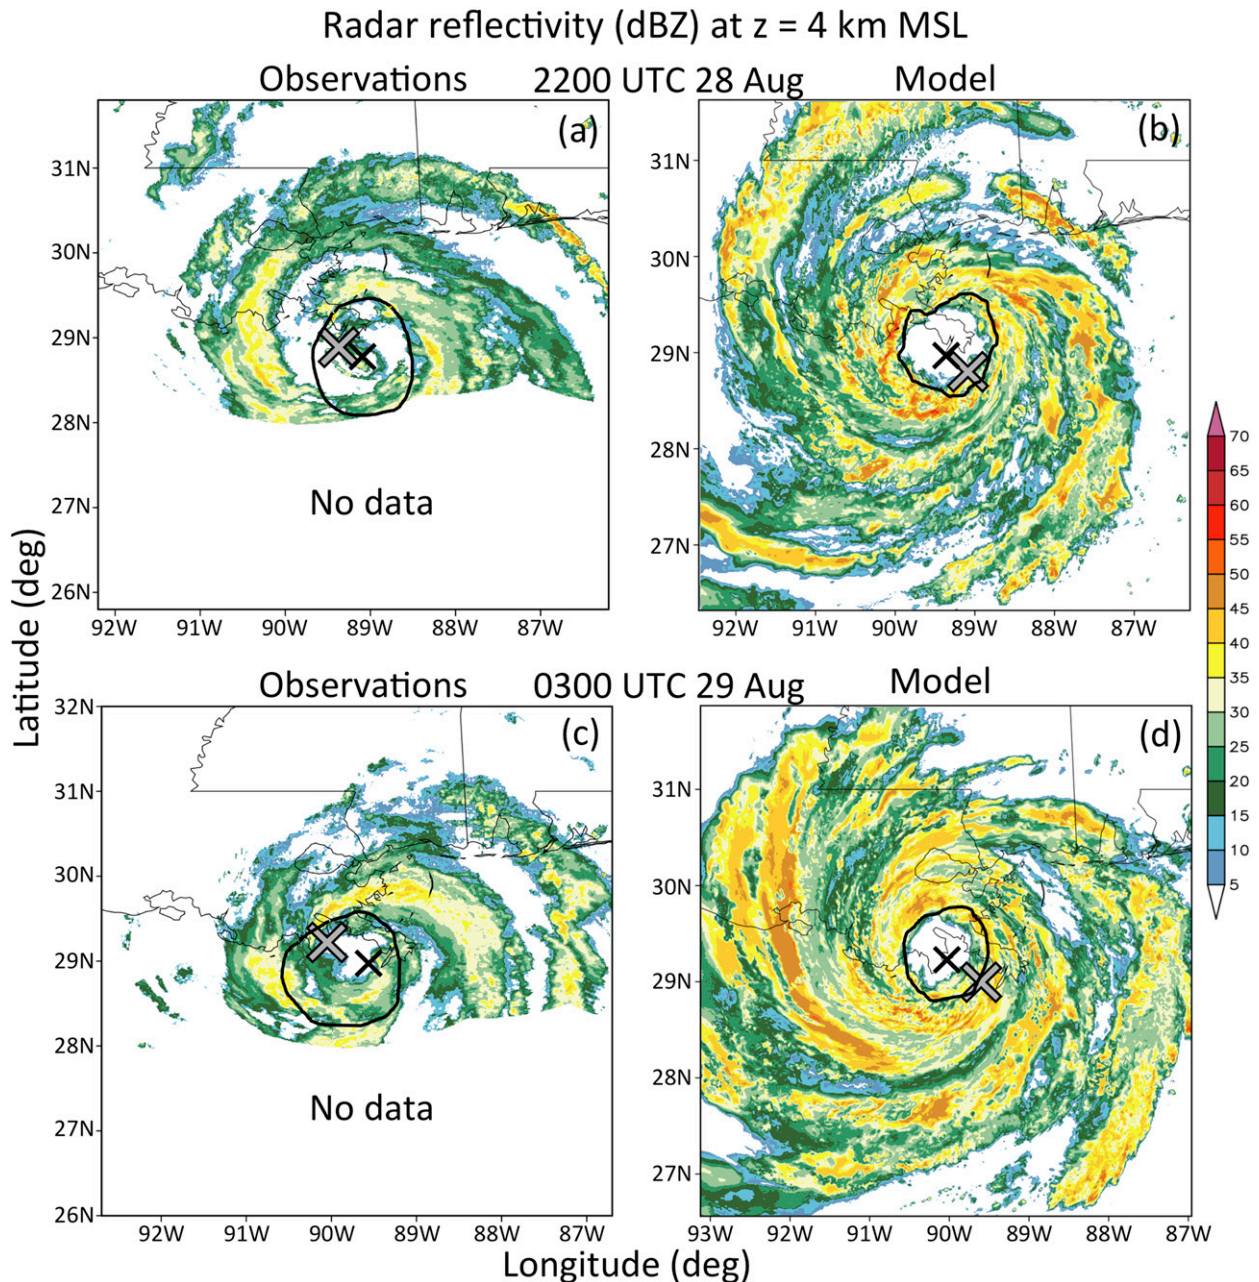 Radar reflectivity (dBZ) at z = 4 km MSL
Observations 2200 UTC 28 Aug Model
(a)
(b)
31N
30N
29N
28N
27N
26N
No data
92W 91W 90W 89W 88W 87W
31N
30N
29N
28N
27N
92W 91W 90W 89W 88W 87W
70
65
60
55
50
45
40
35
30
25
20
15
10
5
Latitude (deg)
Observations 0300 UTC 29 Aug Model
(c)
(d)
32N
31N
30N
29N
28N
27N
26N
No data
92W 91W 90W 89W 88W 87W
31N
30N
29N
28N
27N
93W 92W 91W 90W 89W 88W 87W
Longitude (deg)